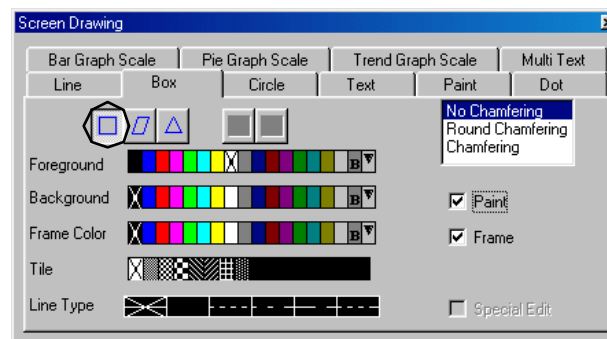 Screen Drawing
Bar Graph Scale Pie Graph Scale Trend Graph Scale Multi Text
Line Box Circle Text Paint Dot
No Chamfering
Round Chamfering
Chamfering
Foreground B
Background B
Paint
Frame Color B
Frame
Tile
Line Type
Special Edit